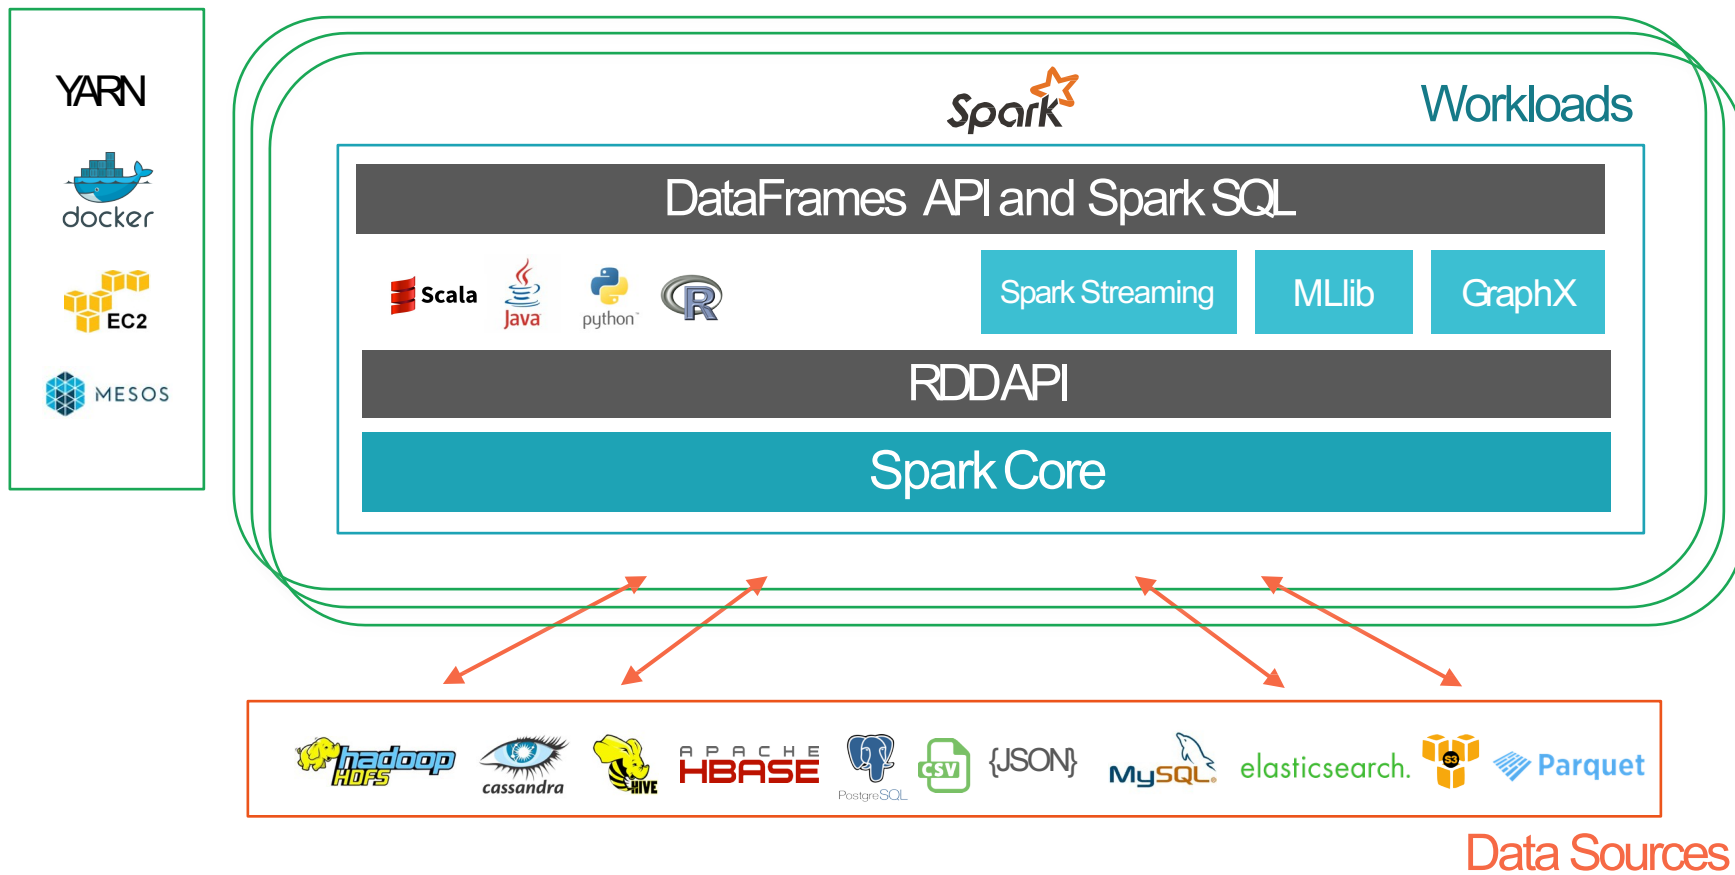 YARN
docker
EC2
MESOS
Spark
Workloads
DataFrames API and Spark SQL
Scala
Java
python
R
Spark Streaming
MLlib
GraphX
RDD API
Spark Core
hadoop
HDFS
cassandra
HIVE
APACHE
HBASE
PostgreSQL
CSV
{JSON}
MySQL
elasticsearch.
S3
Parquet
Data Sources